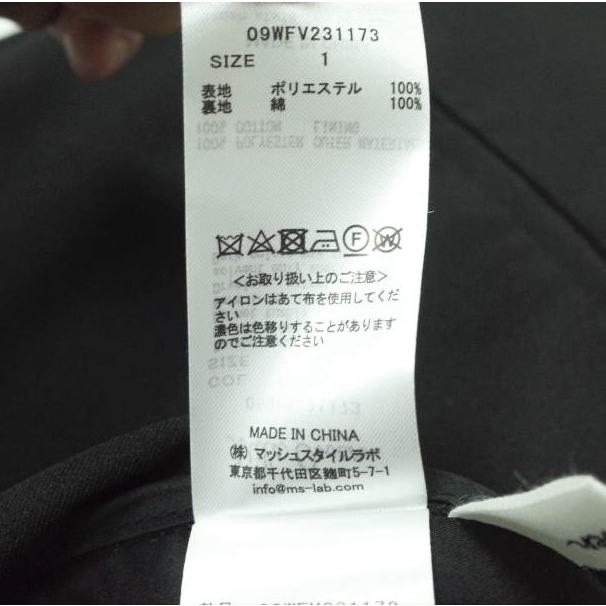 09WFV231173
SIZE 1
表地 ポリエステル 100%
裏地 綿 100%
F
W
<お取り扱い上のご注意>
アイロンはあて布を使用してくだ
さい
濃色は色移りすることがあります
のでご注意ください
MADE IN CHINA
(株) マッシュスタイルラボ
東京都千代田区麹町5-7-1
info@ms-lab.com